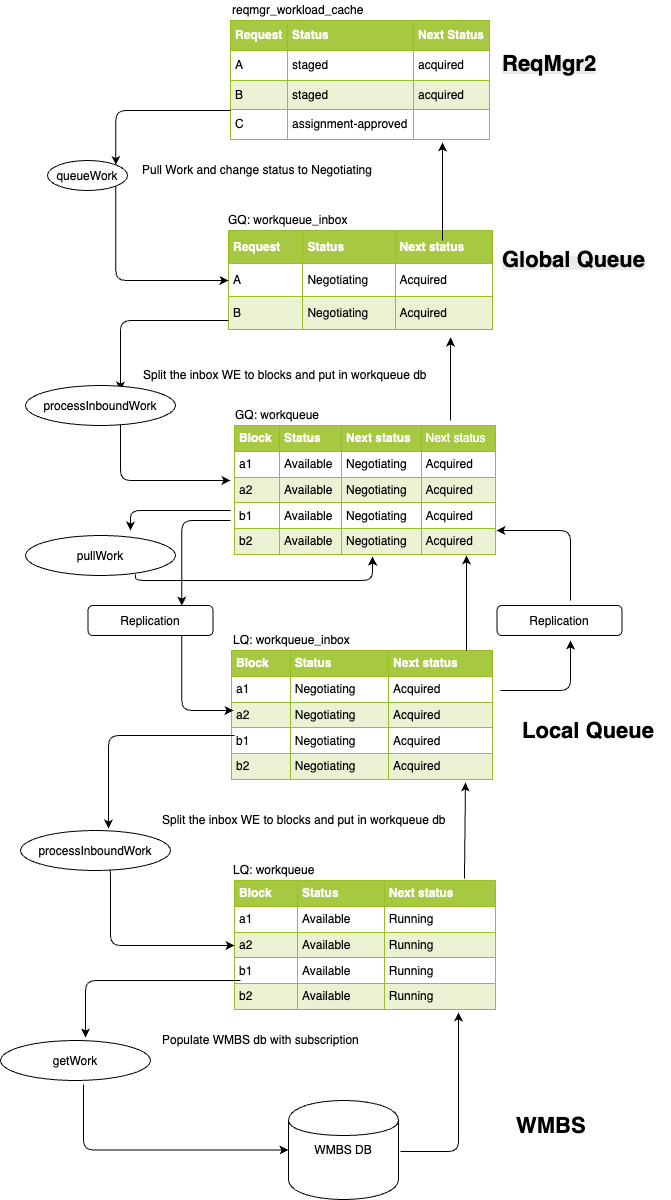 reqmgr_workload_cache
Request Status Next Status
A staged acquired
B staged acquired
C assignment-approved
ReqMgr2
queueWork
Pull Work and change status to Negotiating
GQ: workqueue_inbox
Request Status Next status
A Negotiating Acquired
B Negotiating Acquired
Global Queue
Split the inbox WE to blocks and put in workqueue db
processInboundWork
GQ: workqueue
Block Status Next status Next status
a1 Available Negotiating Acquired
a2 Available Negotiating Acquired
b1 Available Negotiating Acquired
b2 Available Negotiating Acquired
pullWork
Replication
Replication
LQ: workqueue_inbox
Block Status Next status
a1 Negotiating Acquired
a2 Negotiating Acquired
b1 Negotiating Acquired
b2 Negotiating Acquired
Local Queue
Split the inbox WE to blocks and put in workqueue db
processInboundWork
LQ: workqueue
Block Status Next status
a1 Available Running
a2 Available Running
b1 Available Running
b2 Available Running
Populate WMBS db with subscription
getWork
WMBS DB
WMBS